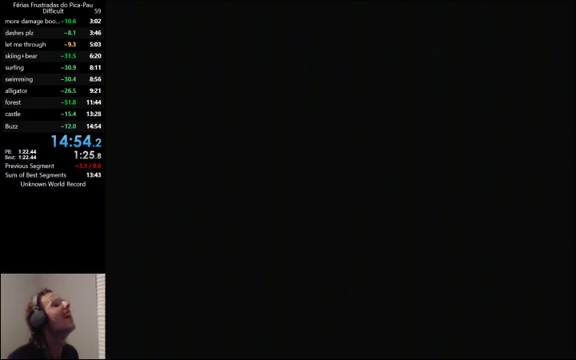 Férias Frustradas do Pica-Pau
Difficult 59
more damage boo... -10.6 3:02
dashes plz -8.1 3:46
let me through -9.3 5:03
skiing+bear -31.5 6:20
surfing -30.9 8:11
swimming -30.4 8:56
alligator -26.5 9:21
forest -51.8 11:44
castle -15.4 13:28
Buzz -12.0 14:54
14:54.2
PB: 1:22.44
Best: 1:22.44 1:25.8
Previous Segment +3.3 / 0.0
Sum of Best Segments 13:43
Unknown World Record